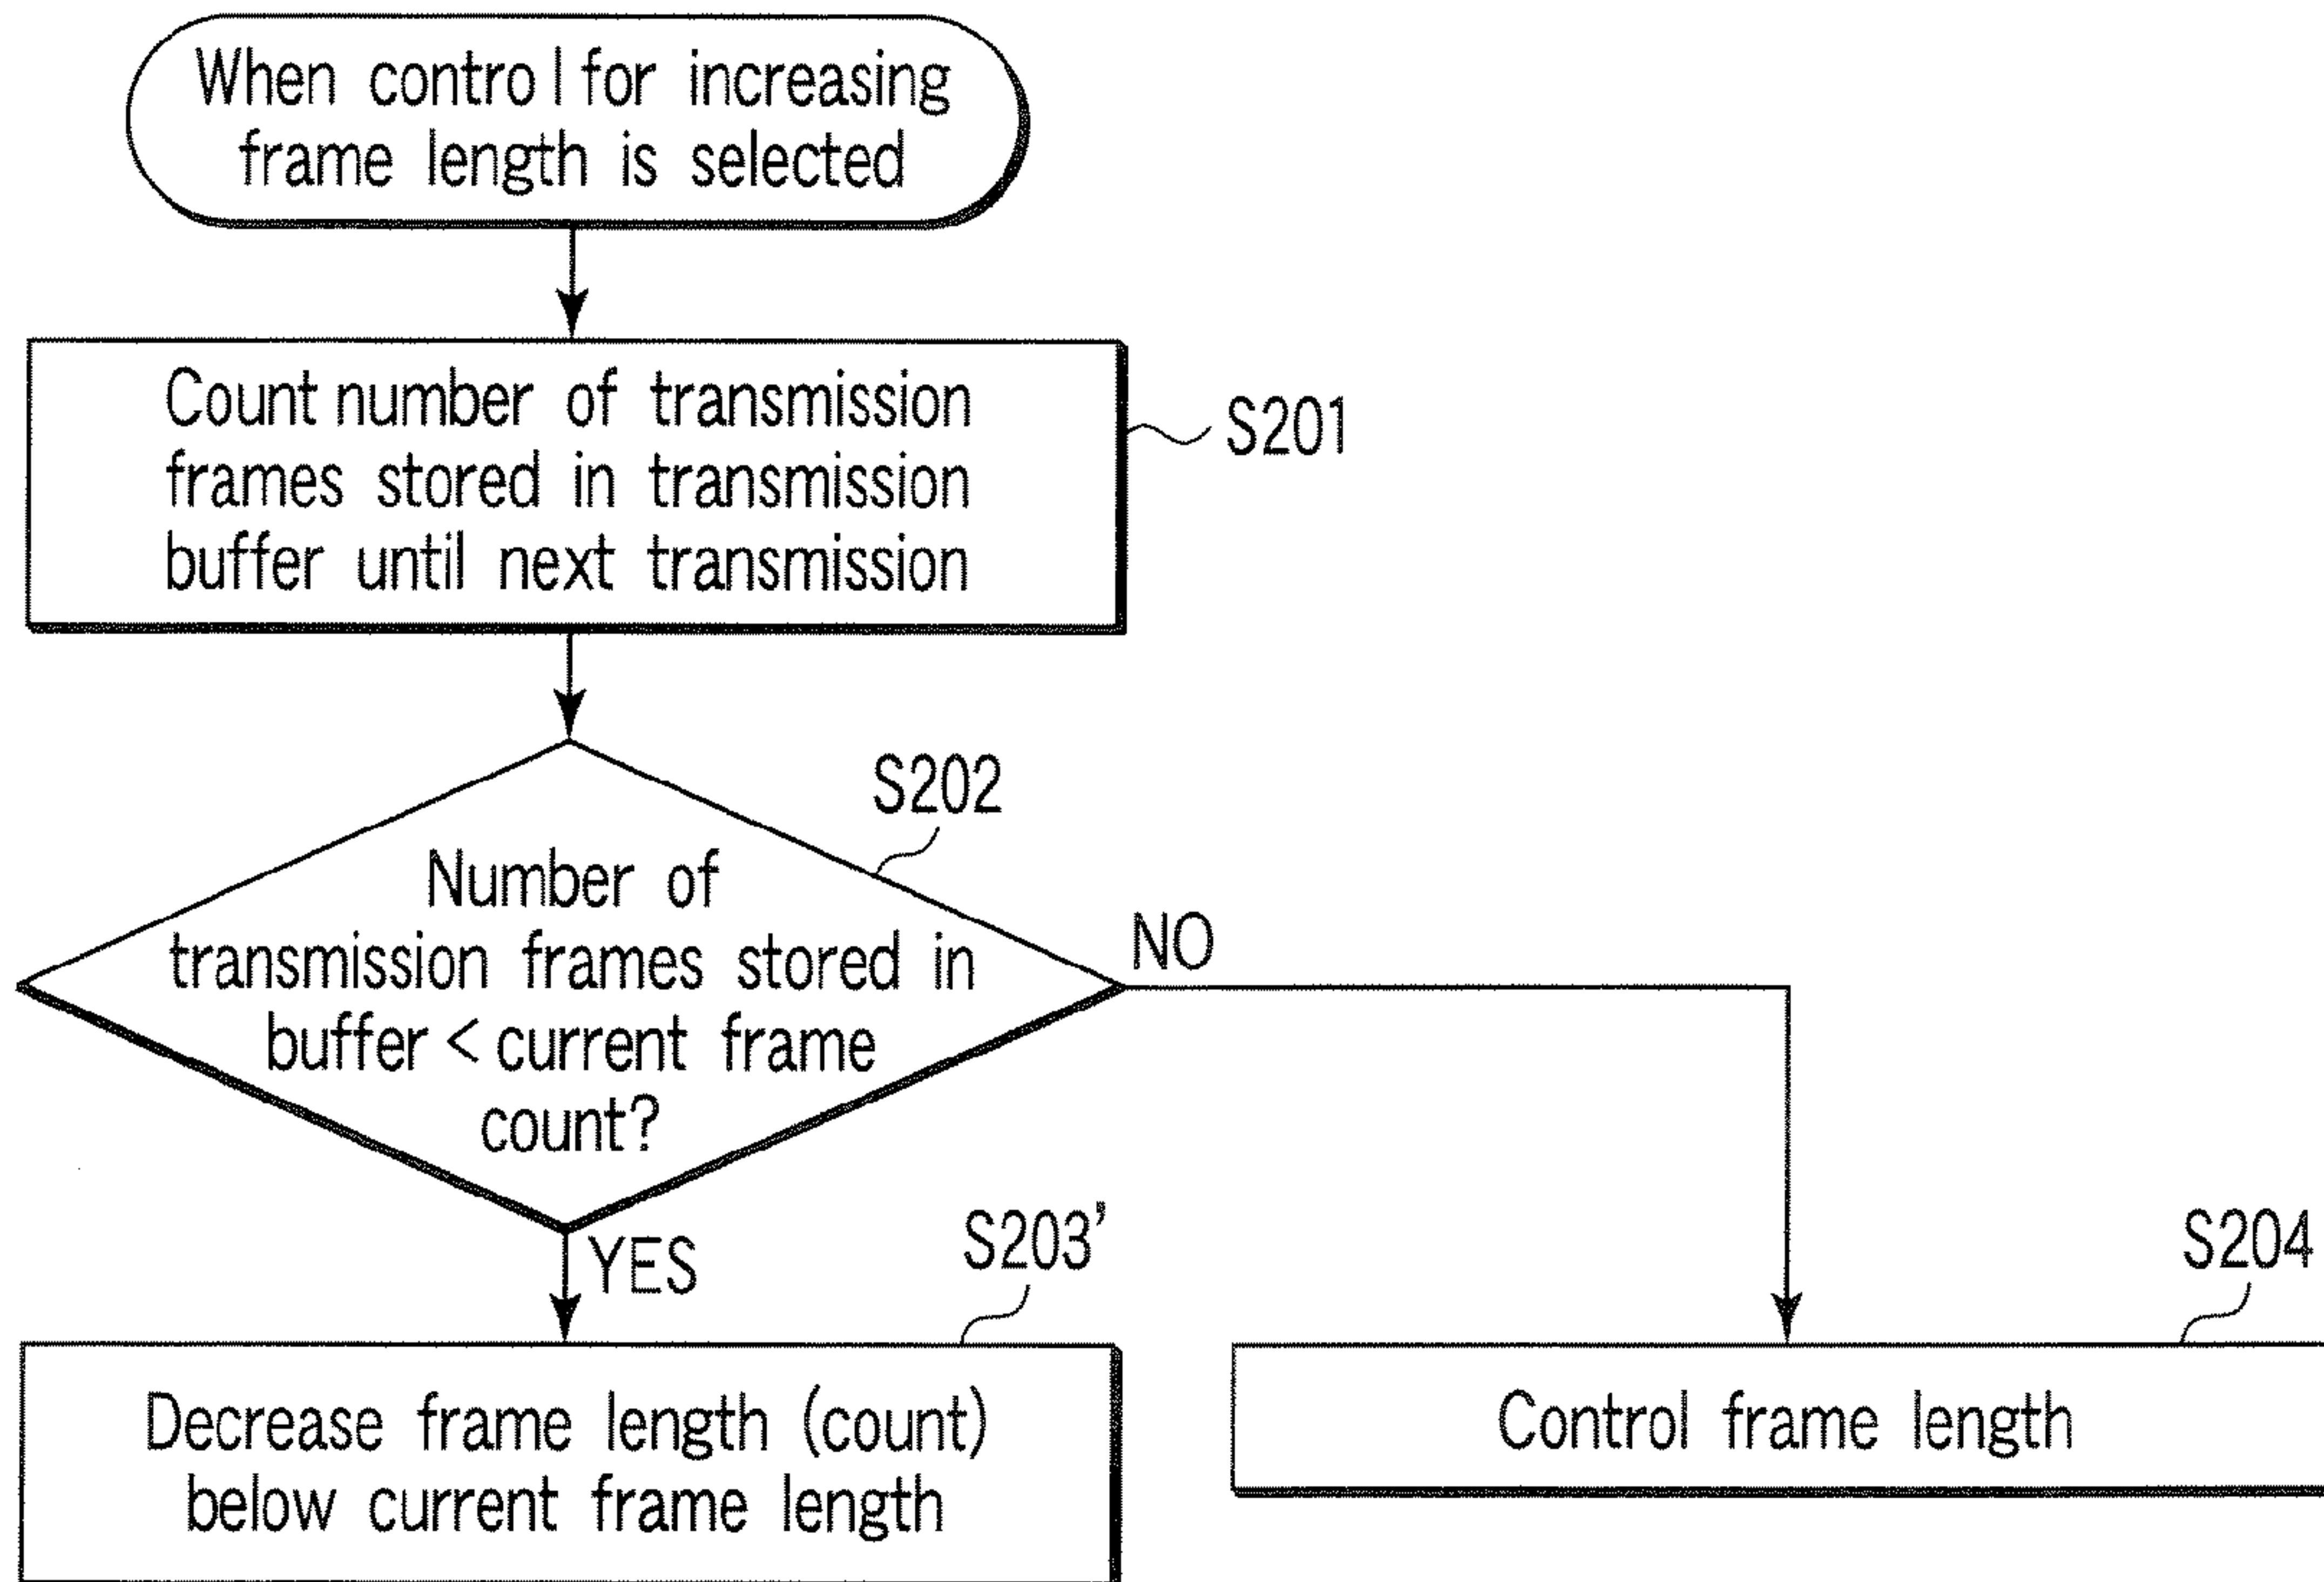 When control for increasing
frame length is selected
Count number of transmission
frames stored in transmission
buffer until next transmission
S201
S202
Number of
transmission frames stored in
buffer < current frame
count?
NO
YES
S203'
Decrease frame length (count)
below current frame length
S204
Control frame length